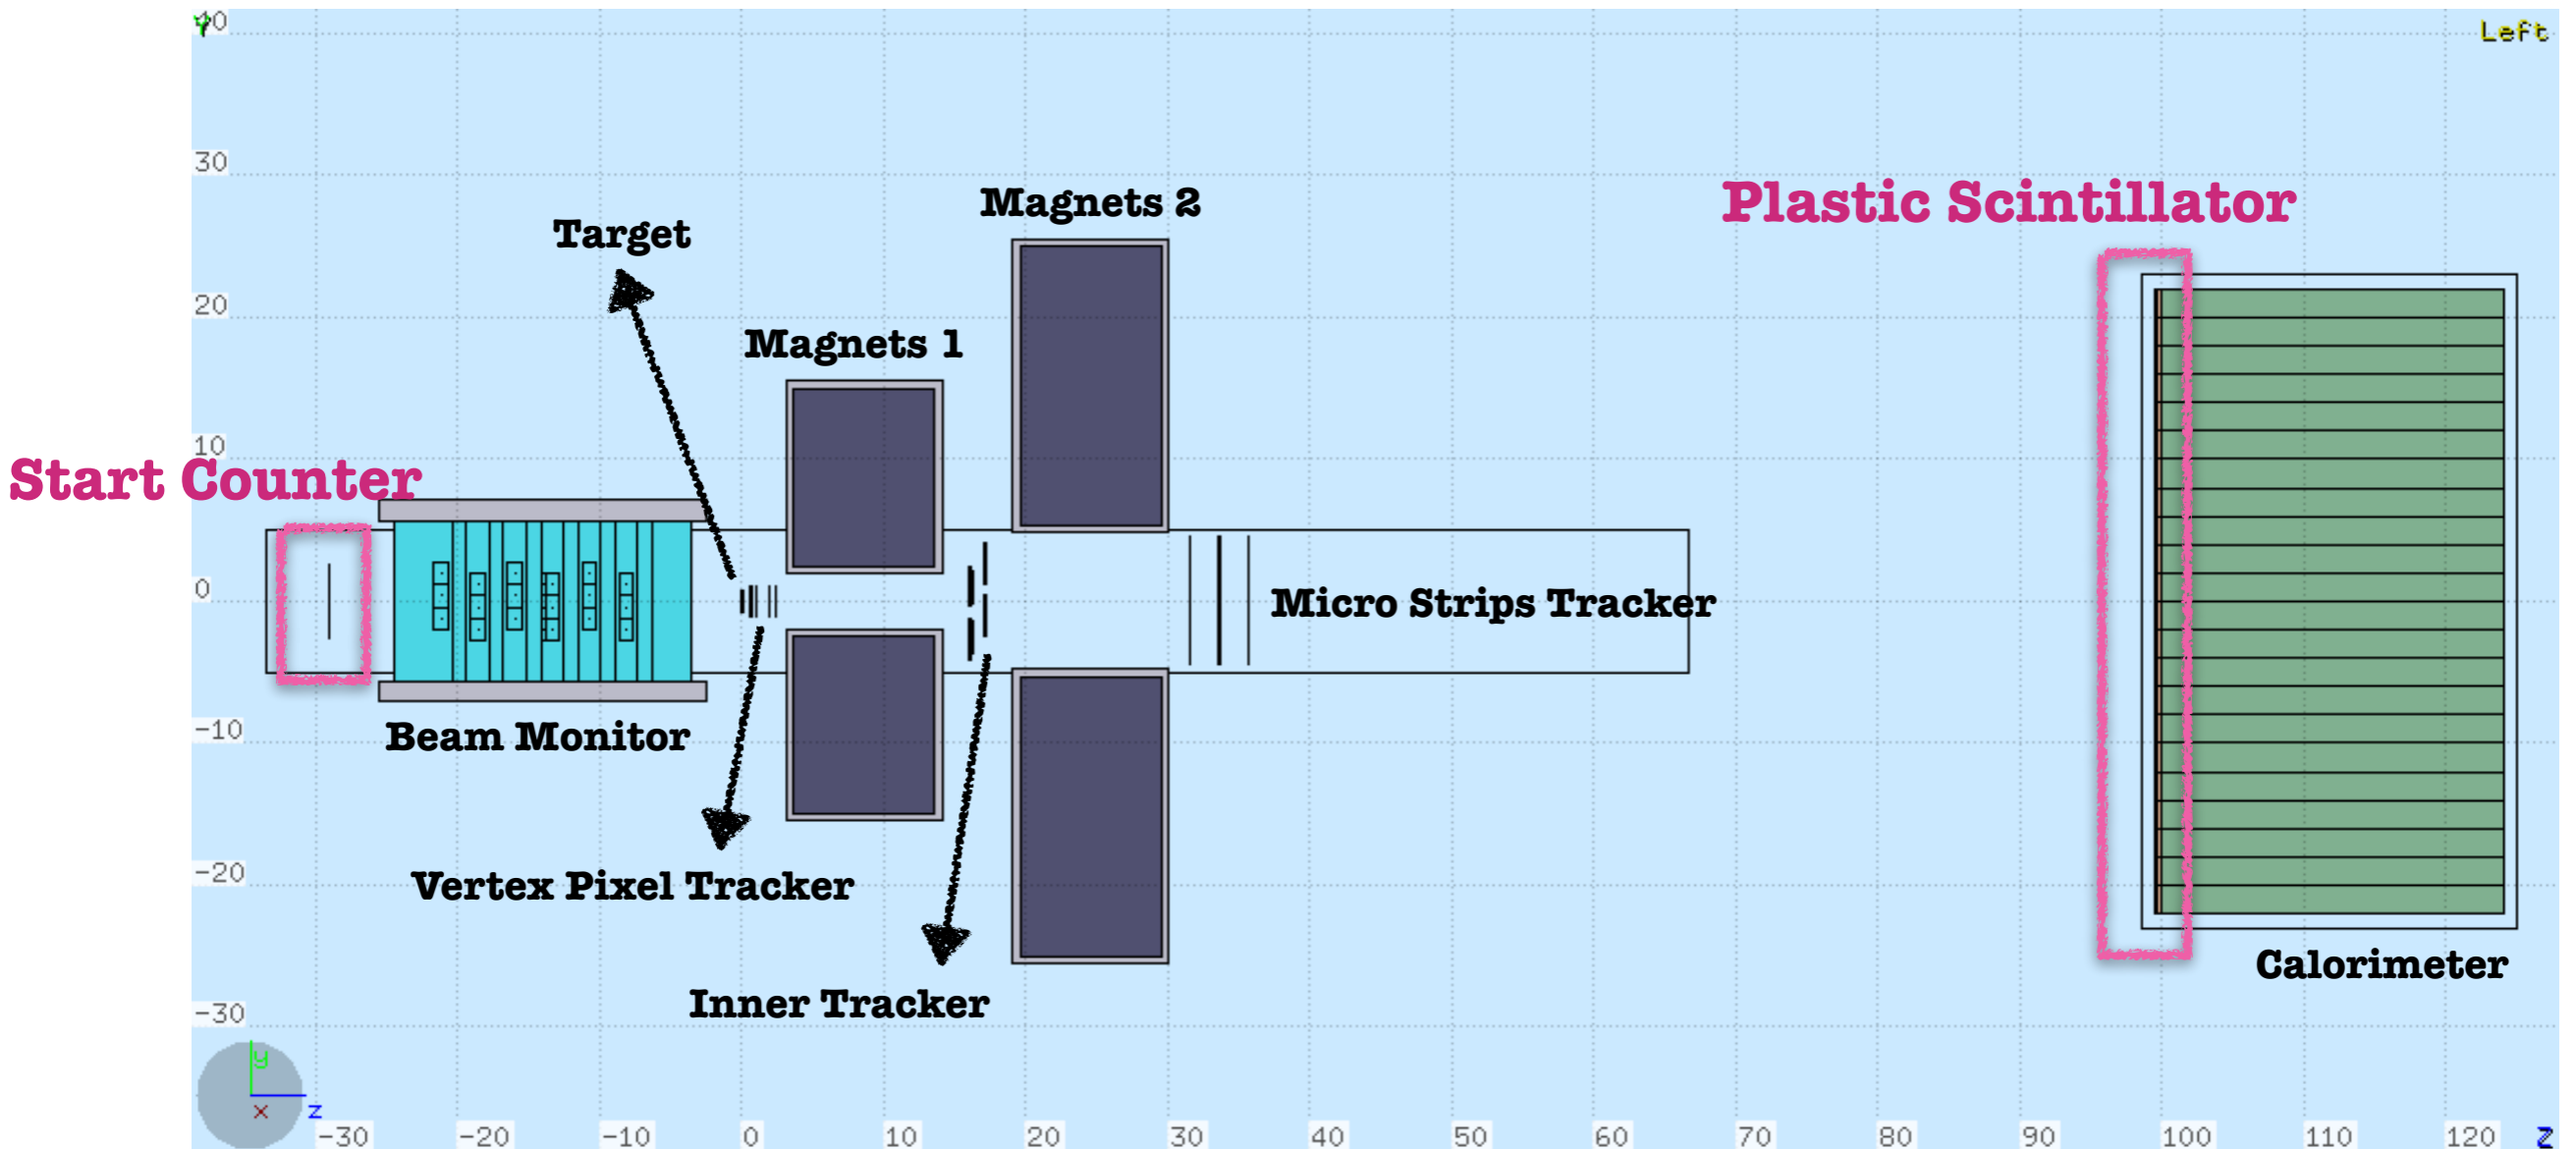 40
Left
30
Plastic Scintillator
Magnets 2
Target
20
Magnets 1
10
Start Counter
0
Micro Strips Tracker
-10
Beam Monitor
-20
Vertex Pixel Tracker
Calorimeter
Inner Tracker
-30
y
x
z
-30 -20 -10 0 10 20 30 40 50 60 70 80 90 100 110 120 Z